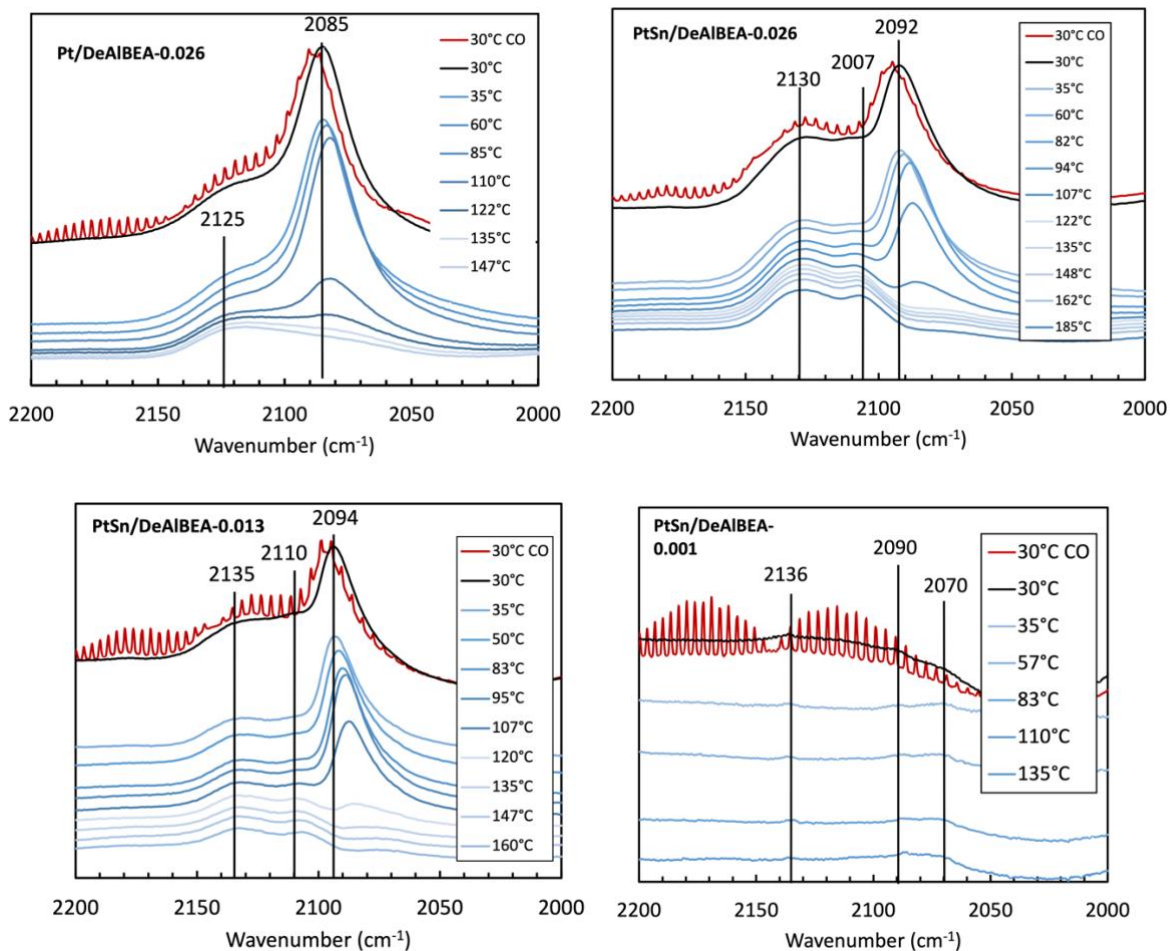 Pt/DeAlBEA-0.026
2085
2125
30°C CO
30°C
35°C
60°C
85°C
110°C
122°C
135°C
147°C
2200
2150
2100
2050
2000
Wavenumber (cm-1)
PtSn/DeAlBEA-0.026
2092
2130
2007
30°C CO
30°C
35°C
60°C
82°C
94°C
107°C
122°C
135°C
148°C
162°C
185°C
2200
2150
2100
2050
2000
Wavenumber (cm-1)
PtSn/DeAlBEA-0.013
2094
2110
2135
30°C CO
30°C
35°C
50°C
83°C
95°C
107°C
120°C
135°C
147°C
160°C
2200
2150
2100
2050
2000
Wavenumber (cm-1)
PtSn/DeAlBEA-
0.001
2090
2136
2070
30°C CO
30°C
35°C
57°C
83°C
110°C
135°C
2200
2150
2100
2050
2000
Wavenumber (cm-1)